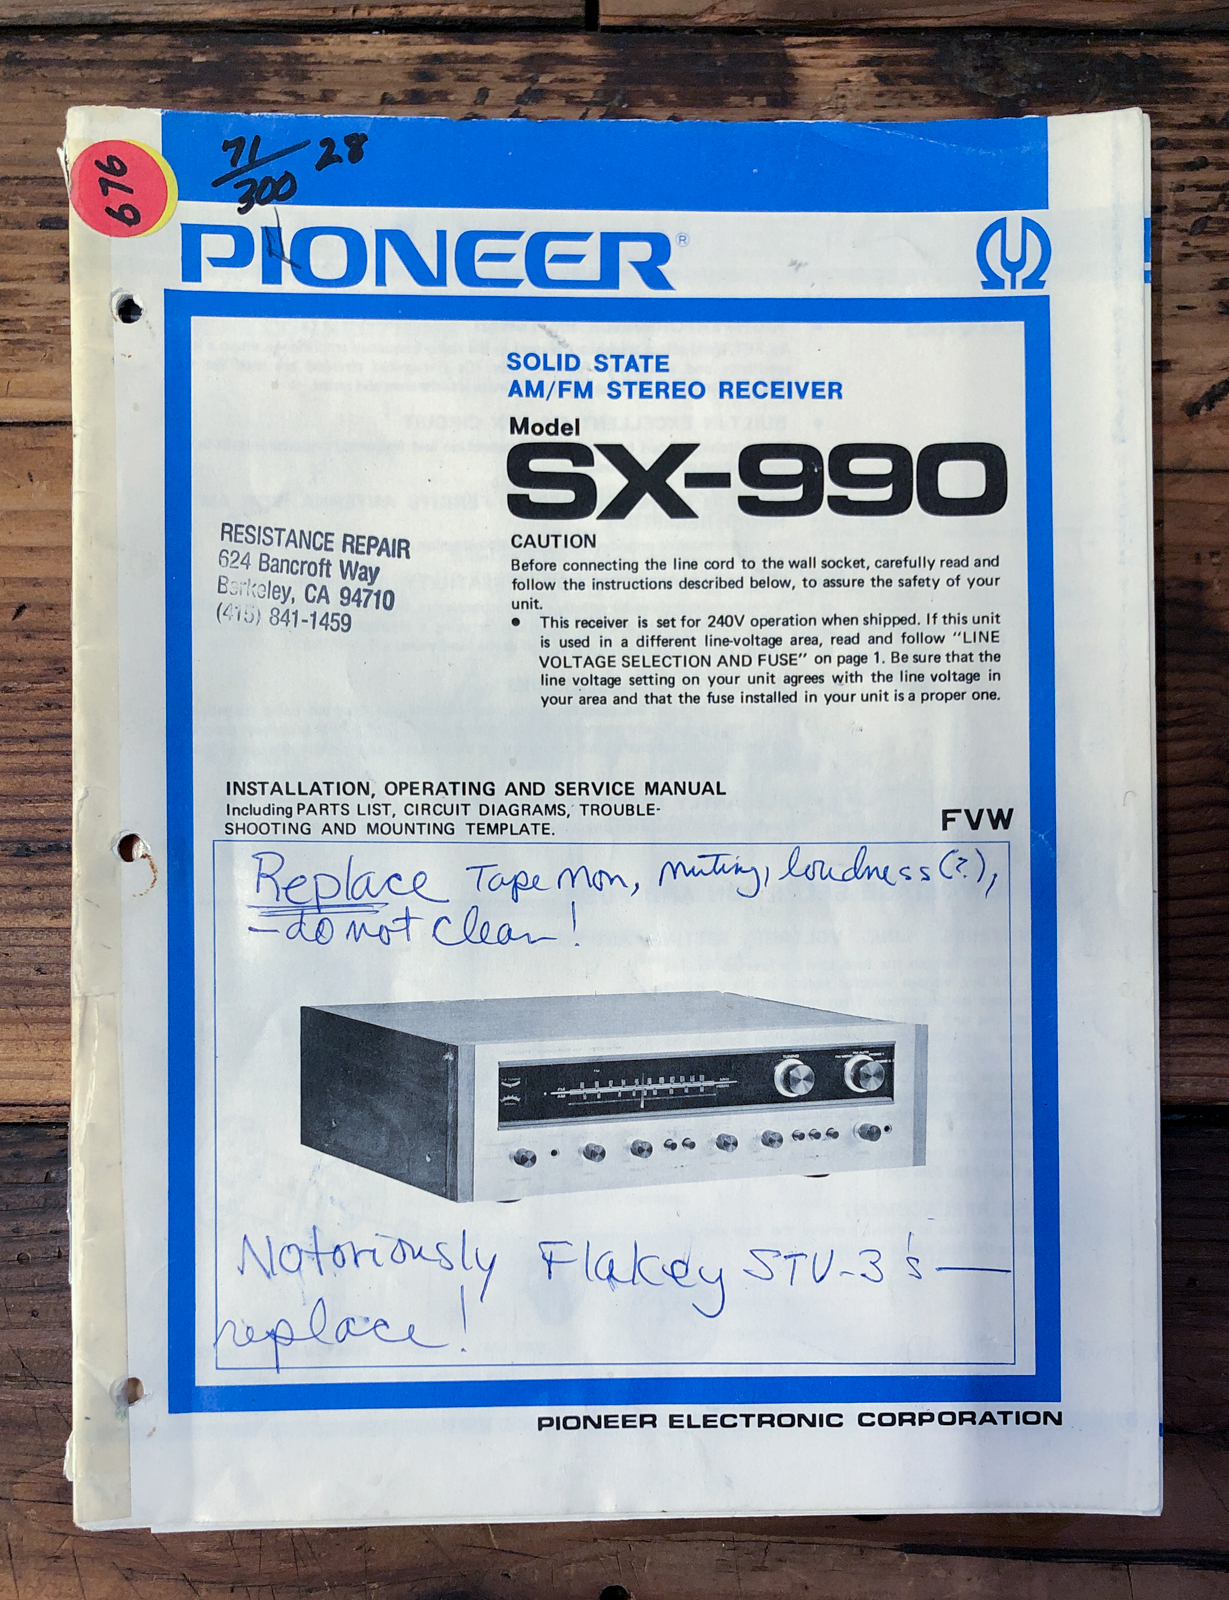 676
71/300 28
PIONEER®
SOLID STATE
AM/FM STEREO RECEIVER
Model
SX-990
RESISTANCE REPAIR
624 Bancroft Way
Berkeley, CA 94710
(415) 841-1459
CAUTION
Before connecting the line cord to the wall socket, carefully read and
follow the instructions described below, to assure the safety of your
unit.
● This receiver is set for 240V operation when shipped. If this unit
is used in a different line-voltage area, read and follow "LINE
VOLTAGE SELECTION AND FUSE" on page 1. Be sure that the
line voltage setting on your unit agrees with the line voltage in
your area and that the fuse installed in your unit is a proper one.
INSTALLATION, OPERATING AND SERVICE MANUAL
Including PARTS LIST, CIRCUIT DIAGRAMS, TROUBLE-
SHOOTING AND MOUNTING TEMPLATE.
FVW
Replace Tape Mon, muting, loudness(?),
—do not clean!
TUNING
FM
AM
Notoriously Flakey STV-3's—
replace!
PIONEER ELECTRONIC CORPORATION